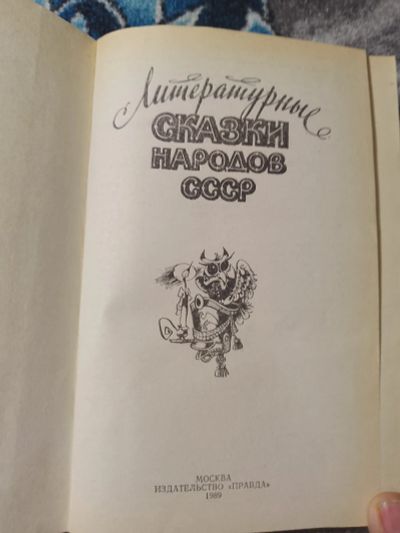 Литературные
СКАЗКИ
НАРОДОВ
СССР
МОСКВА
ИЗДАТЕЛЬСТВО «ПРАВДА»
1989